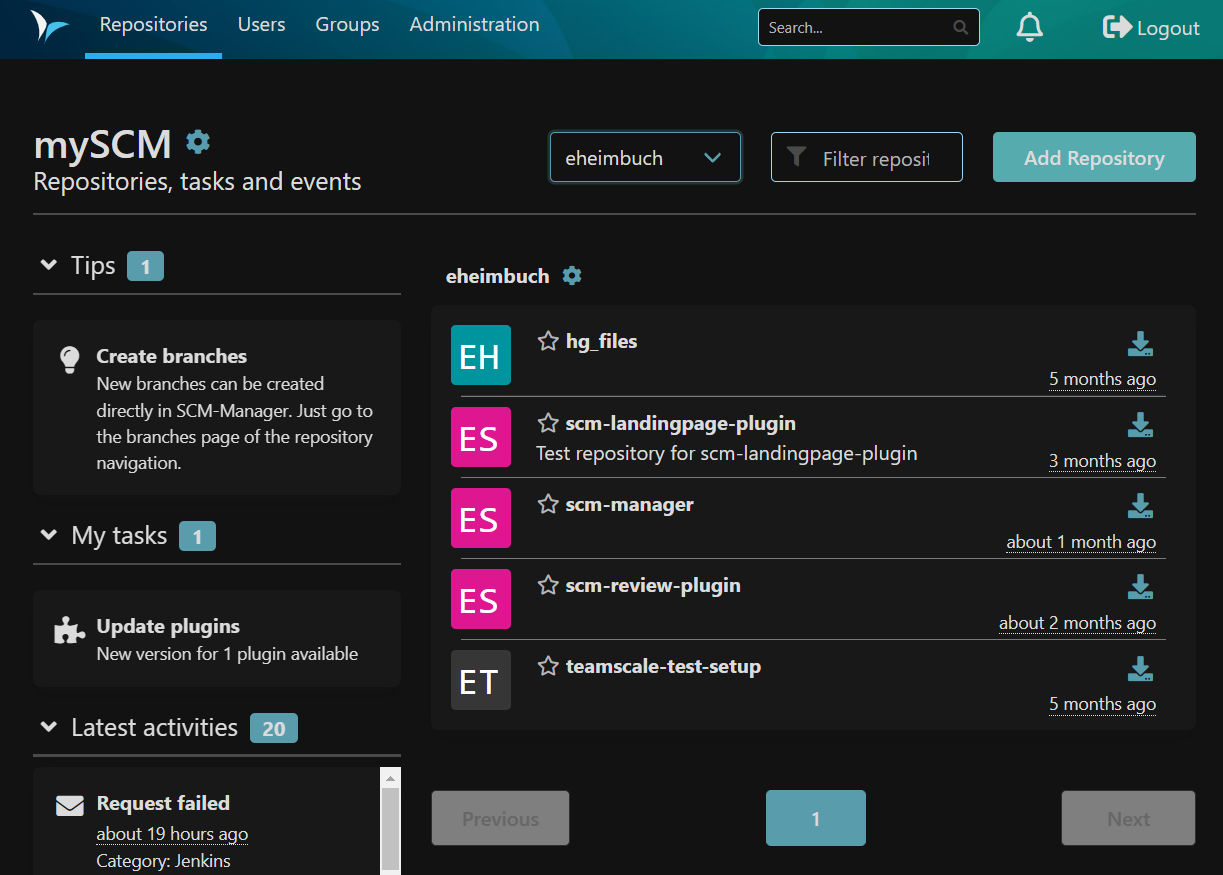 Repositories Users Groups Administration Search... Logout
mySCM
Repositories, tasks and events
eheimbuch
Filter reposit
Add Repository
Tips 1
Create branches
New branches can be created
directly in SCM-Manager. Just go to
the branches page of the repository
navigation.
My tasks 1
Update plugins
New version for 1 plugin available
Latest activities 20
Request failed
about 19 hours ago
Category: Jenkins
eheimbuch
EH hg_files
5 months ago
ES scm-landingpage-plugin
Test repository for scm-landingpage-plugin
3 months ago
ES scm-manager
about 1 month ago
ES scm-review-plugin
about 2 months ago
ET teamscale-test-setup
5 months ago
Previous 1 Next